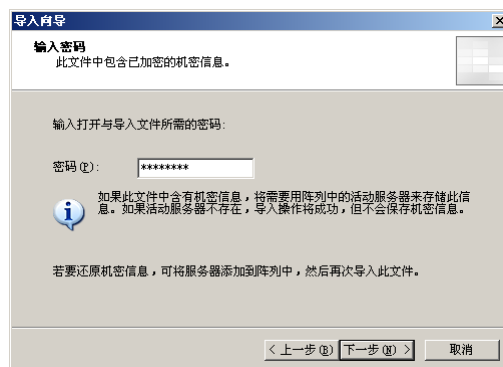 导入向导
输入密码
此文件中包含已加密的机密信息。
输入打开与导入文件所需的密码:
密码(P): ********
如果此文件中含有机密信息，将需要用阵列中的活动服务器来存储此信
息。如果活动服务器不存在，导入操作将成功，但不会保存机密信息。
若要还原机密信息，可将服务器添加到阵列中，然后再次导入此文件。
< 上一步(B) 下一步(N) > 取消